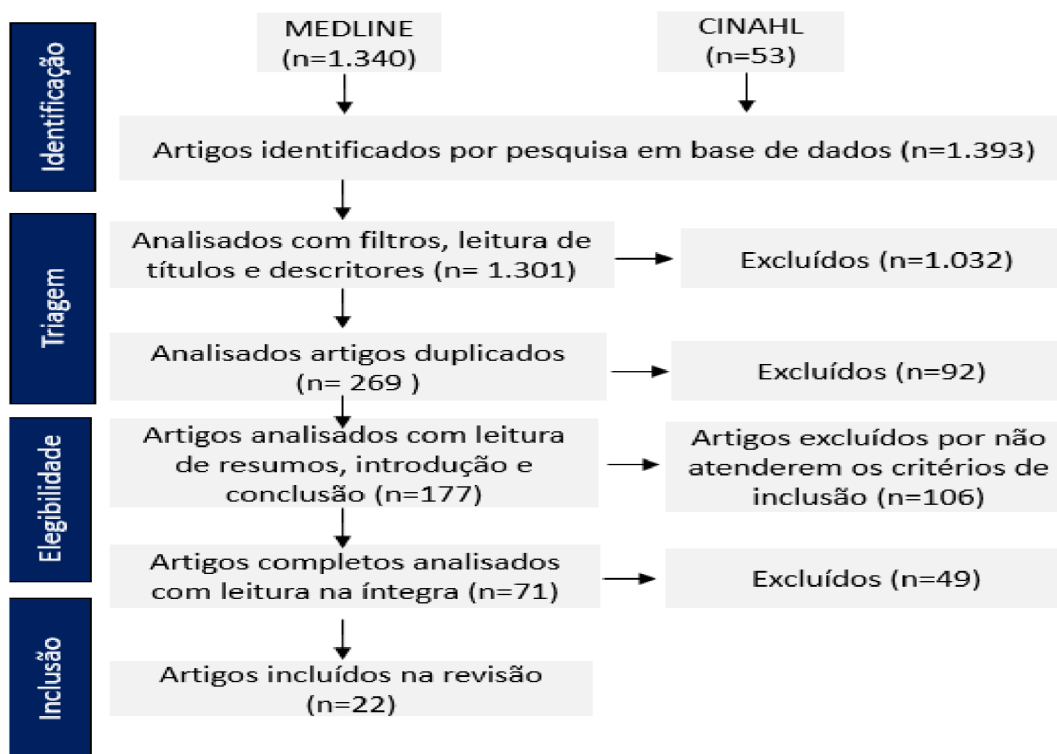 Identificação
MEDLINE
(n=1.340)
CINAHL
(n=53)
Artigos identificados por pesquisa em base de dados (n=1.393)
Triagem
Analisados com filtros, leitura de
títulos e descritores (n= 1.301)
Excluídos (n=1.032)
Analisados artigos duplicados
(n= 269 )
Excluídos (n=92)
Elegibilidade
Artigos analisados com leitura
de resumos, introdução e
conclusão (n=177)
Artigos excluídos por não
atenderem os critérios de
inclusão (n=106)
Artigos completos analisados
com leitura na íntegra (n=71)
Excluídos (n=49)
Inclusão
Artigos incluídos na revisão
(n=22)